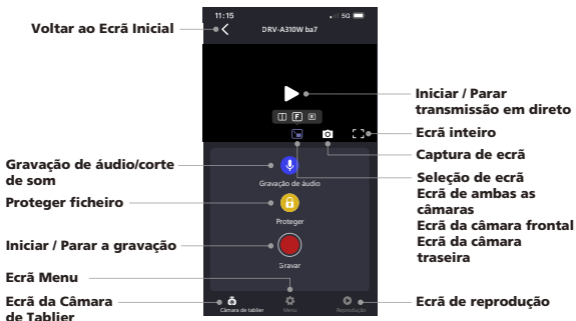 Voltar ao Ecrã Inicial
Gravação de áudio/corte
de som
Proteger ficheiro
Iniciar / Parar a gravação
Ecrã Menu
Ecrã da Câmara
de Tablier
11:15
5G
DRV-A310W ba7
F
Gravação de áudio
Proteger
Gravar
Câmara de tablier
Menu
Reprodução
Iniciar / Parar
transmissão em direto
Ecrã inteiro
Captura de ecrã
Seleção de ecrã
Ecrã de ambas as
câmaras
Ecrã da câmara frontal
Ecrã da câmara
traseira
Ecrã de reprodução